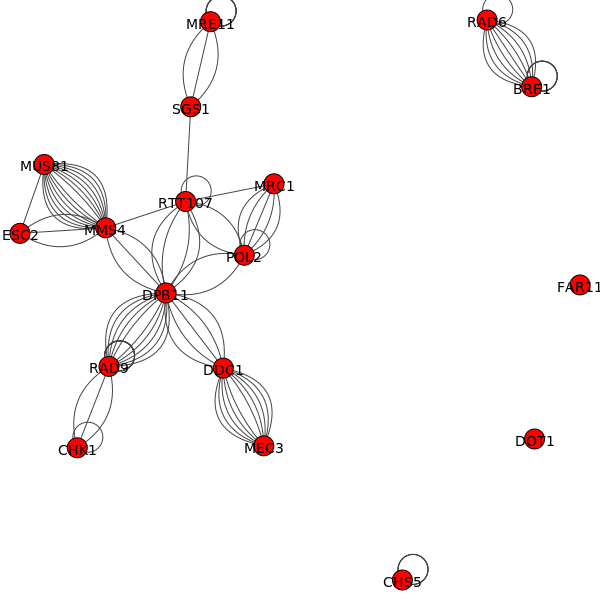 MRE11
RAD6
BRE1
SGS1
MUS81
MRC1
RTT107
ESC2
MMS4
POL2
FAR11
DPB11
RAD9
DDC1
DOT1
CHK1
MEC3
CHS5